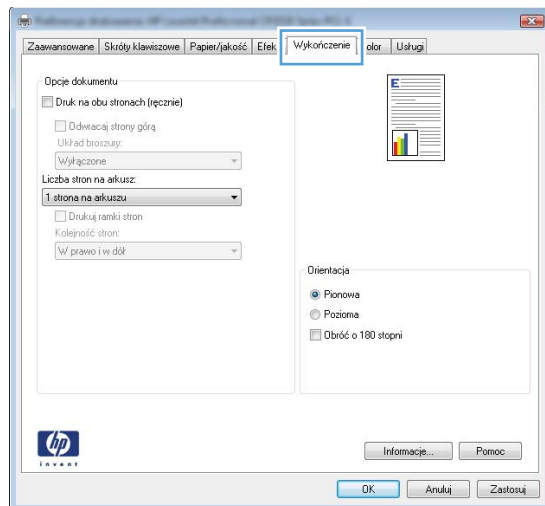 Zaawansowane Skróty klawiszowe Papier/jakość Efek Wykończenie olor Usługi
Opcje dokumentu
Druk na obu stronach (ręcznie)
Odwracaj strony górą
Układ broszury:
Wyłączone
Liczba stron na arkusz:
1 strona na arkuszu
Drukuj ramki stron
Kolejność stron:
W prawo i w dół
E
Orientacja
Pionowa
Pozioma
Obróć o 180 stopni
hp
invent
Informacje... Pomoc
OK Anuluj Zastosuj